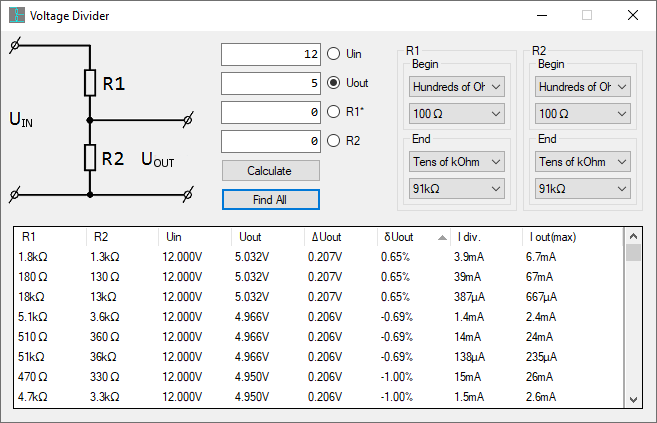 Voltage Divider
R1
UIN
R2 UOUT
12 Uin
5 Uout
0 R1*
0 R2
Calculate
Find All
R1
Begin
Hundreds of Oh
100 Ω
End
Tens of kOhm
91kΩ
R2
Begin
Hundreds of Oh
100 Ω
End
Tens of kOhm
91kΩ
R1 R2 Uin Uout ΔUout δUout I div. I out(max)
1.8kΩ 1.3kΩ 12.000V 5.032V 0.207V 0.65% 3.9mA 6.7mA
180 Ω 130 Ω 12.000V 5.032V 0.207V 0.65% 39mA 67mA
18kΩ 13kΩ 12.000V 5.032V 0.207V 0.65% 387µA 667µA
5.1kΩ 3.6kΩ 12.000V 4.966V 0.206V -0.69% 1.4mA 2.4mA
510 Ω 360 Ω 12.000V 4.966V 0.206V -0.69% 14mA 24mA
51kΩ 36kΩ 12.000V 4.966V 0.206V -0.69% 138µA 235µA
470 Ω 330 Ω 12.000V 4.950V 0.206V -1.00% 15mA 26mA
4.7kΩ 3.3kΩ 12.000V 4.950V 0.206V -1.00% 1.5mA 2.6mA